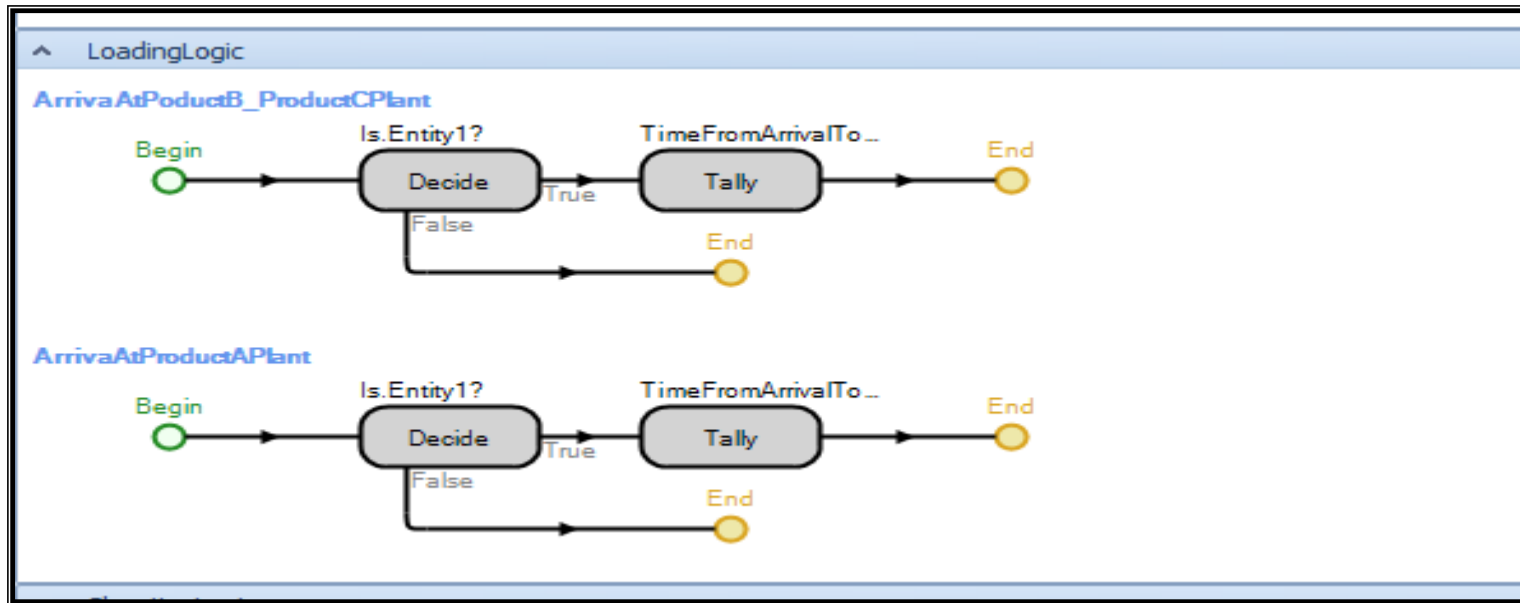 LoadingLogic
ArrivaAtPoductB_ProductCPlant
Is.Entity1? TimeFromArrivalTo...
Begin End
Decide Tally
True
False
End
ArrivaAtProductAPlant
Is.Entity1? TimeFromArrivalTo...
Begin End
Decide Tally
True
False
End